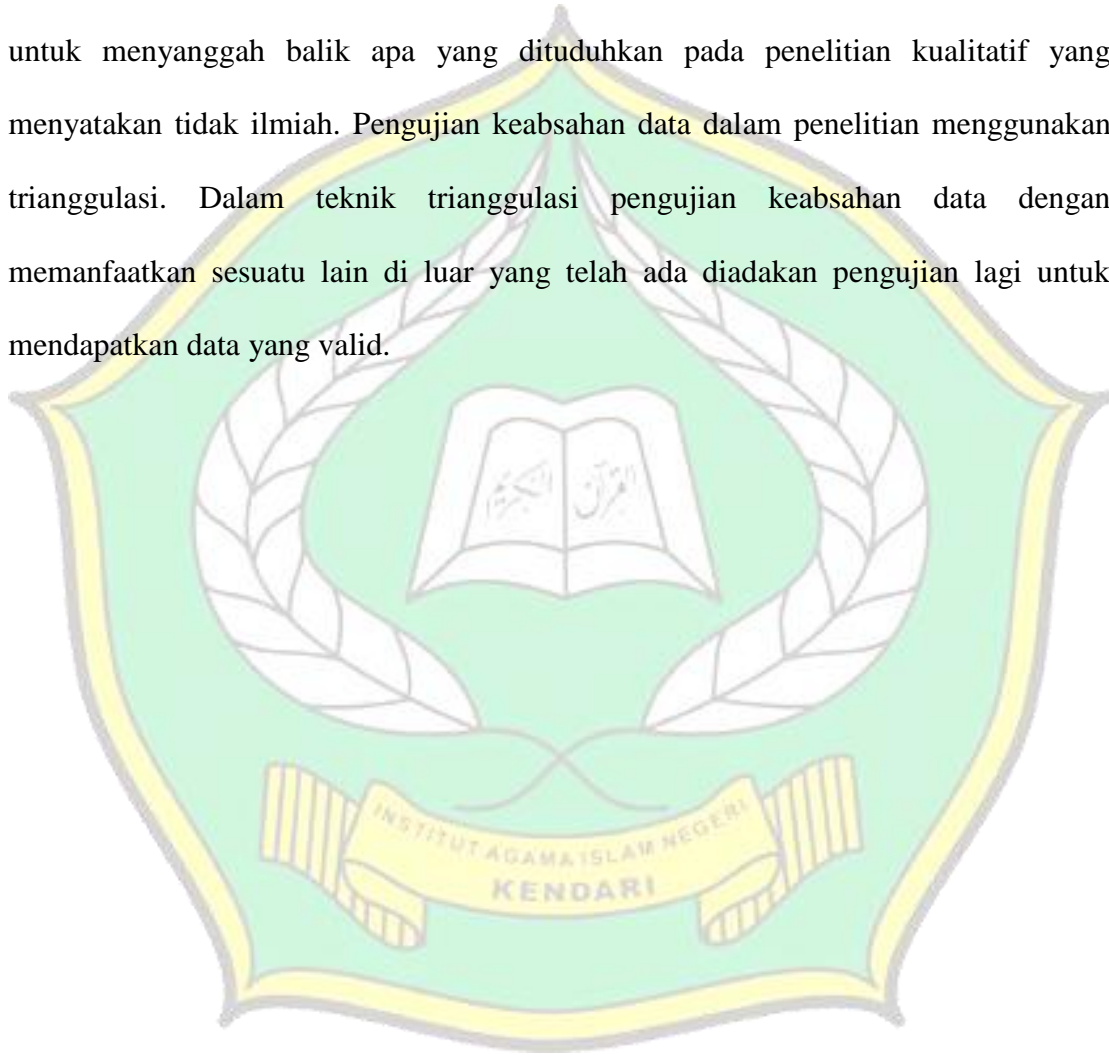 untuk menyanggah balik apa yang dituduhkan pada penelitian kualitatif yang
menyatakan tidak ilmiah. Pengujian keabsahan data dalam penelitian menggunakan
trianggulasi. Dalam teknik trianggulasi pengujian keabsahan data dengan
memanfaatkan sesuatu lain di luar yang telah ada diadakan pengujian lagi untuk
mendapatkan data yang valid.
القرآن الكريم
INSTITUT AGAMA ISLAM NEGERI
KENDARI